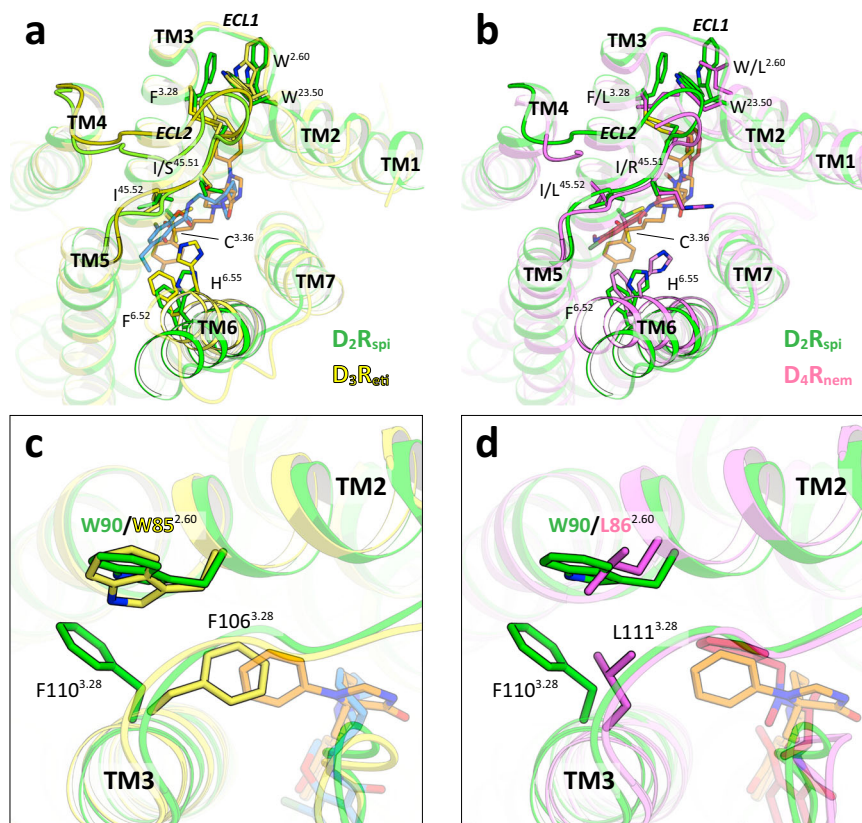 a
ECL1
TM3
W2.60
F3.28
W23.50
TM4
ECL2
TM2
I/S45.51
TM1
I45.52
C3.36
TM5
H6.55
TM7
F6.52
TM6
D2Rspi
D3Reti
b
ECL1
TM3
W/L2.60
F/L3.28
W23.50
TM4
ECL2
TM2
I/R45.51
TM1
I/L45.52
C3.36
TM5
H6.55
TM7
F6.52
TM6
D2Rspi
D4Rnem
c
TM2
W90/W852.60
F1063.28
F1103.28
TM3
d
TM2
W90/L862.60
L1113.28
F1103.28
TM3